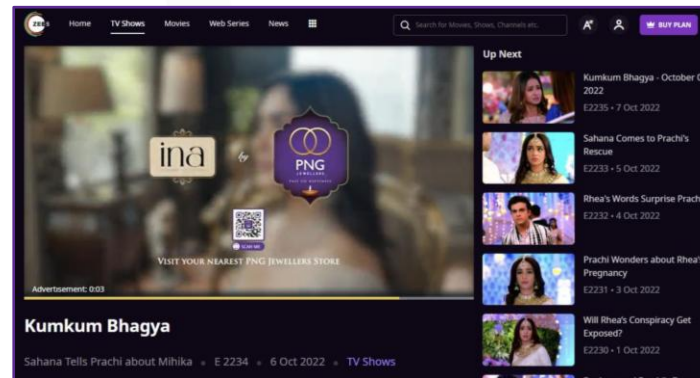 ZEE5
Home
TV Shows
Movies
Web Series
News
Search for Movies, Shows, Channels etc.
BUY PLAN
ina
by
PNG
JEWELLERS
SCAN ME
VISIT YOUR NEAREST PNG JEWELLERS STORE
Advertisement: 0:03
Kumkum Bhagya
Sahana Tells Prachi about Mihika • E 2234 • 6 Oct 2022 • TV Shows
Up Next
Kumkum Bhagya - October 0
2022
E2235 • 7 Oct 2022
Sahana Comes to Prachi's
Rescue
E2233 • 5 Oct 2022
Rhea's Words Surprise Prach
E2232 • 4 Oct 2022
Prachi Wonders about Rhea's
Pregnancy
E2231 • 3 Oct 2022
Will Rhea's Conspiracy Get
Exposed?
E2230 • 1 Oct 2022